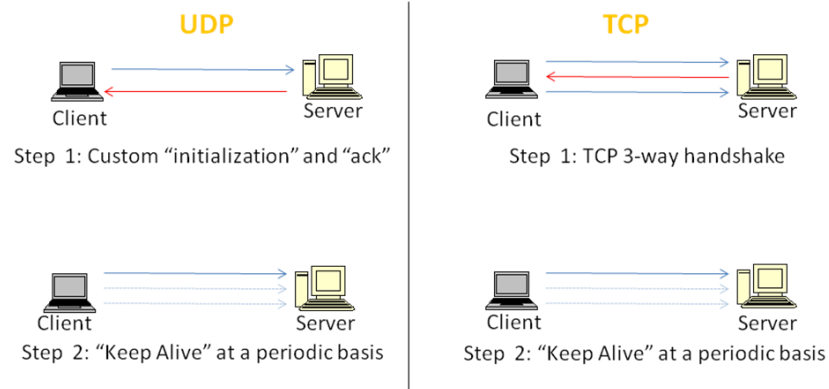 UDP
Client
Server
Step 1: Custom “initialization” and “ack”
Client
Server
Step 2: “Keep Alive” at a periodic basis
TCP
Client
Server
Step 1: TCP 3-way handshake
Client
Server
Step 2: “Keep Alive” at a periodic basis